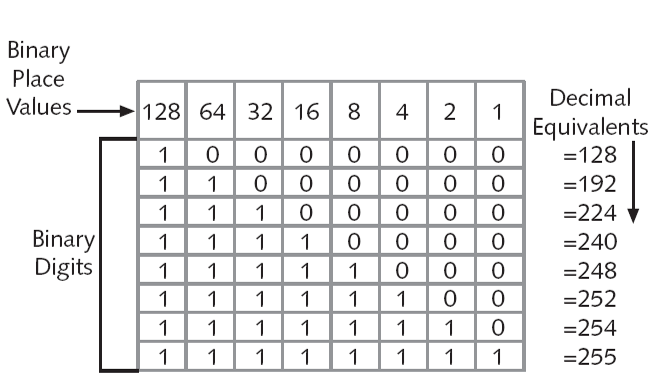 Binary
Place
Values
128 64 32 16 8 4 2 1
Decimal
Equivalents
Binary
Digits
1 0 0 0 0 0 0 0 =128
1 1 0 0 0 0 0 0 =192
1 1 1 0 0 0 0 0 =224
1 1 1 1 0 0 0 0 =240
1 1 1 1 1 0 0 0 =248
1 1 1 1 1 1 0 0 =252
1 1 1 1 1 1 1 0 =254
1 1 1 1 1 1 1 1 =255